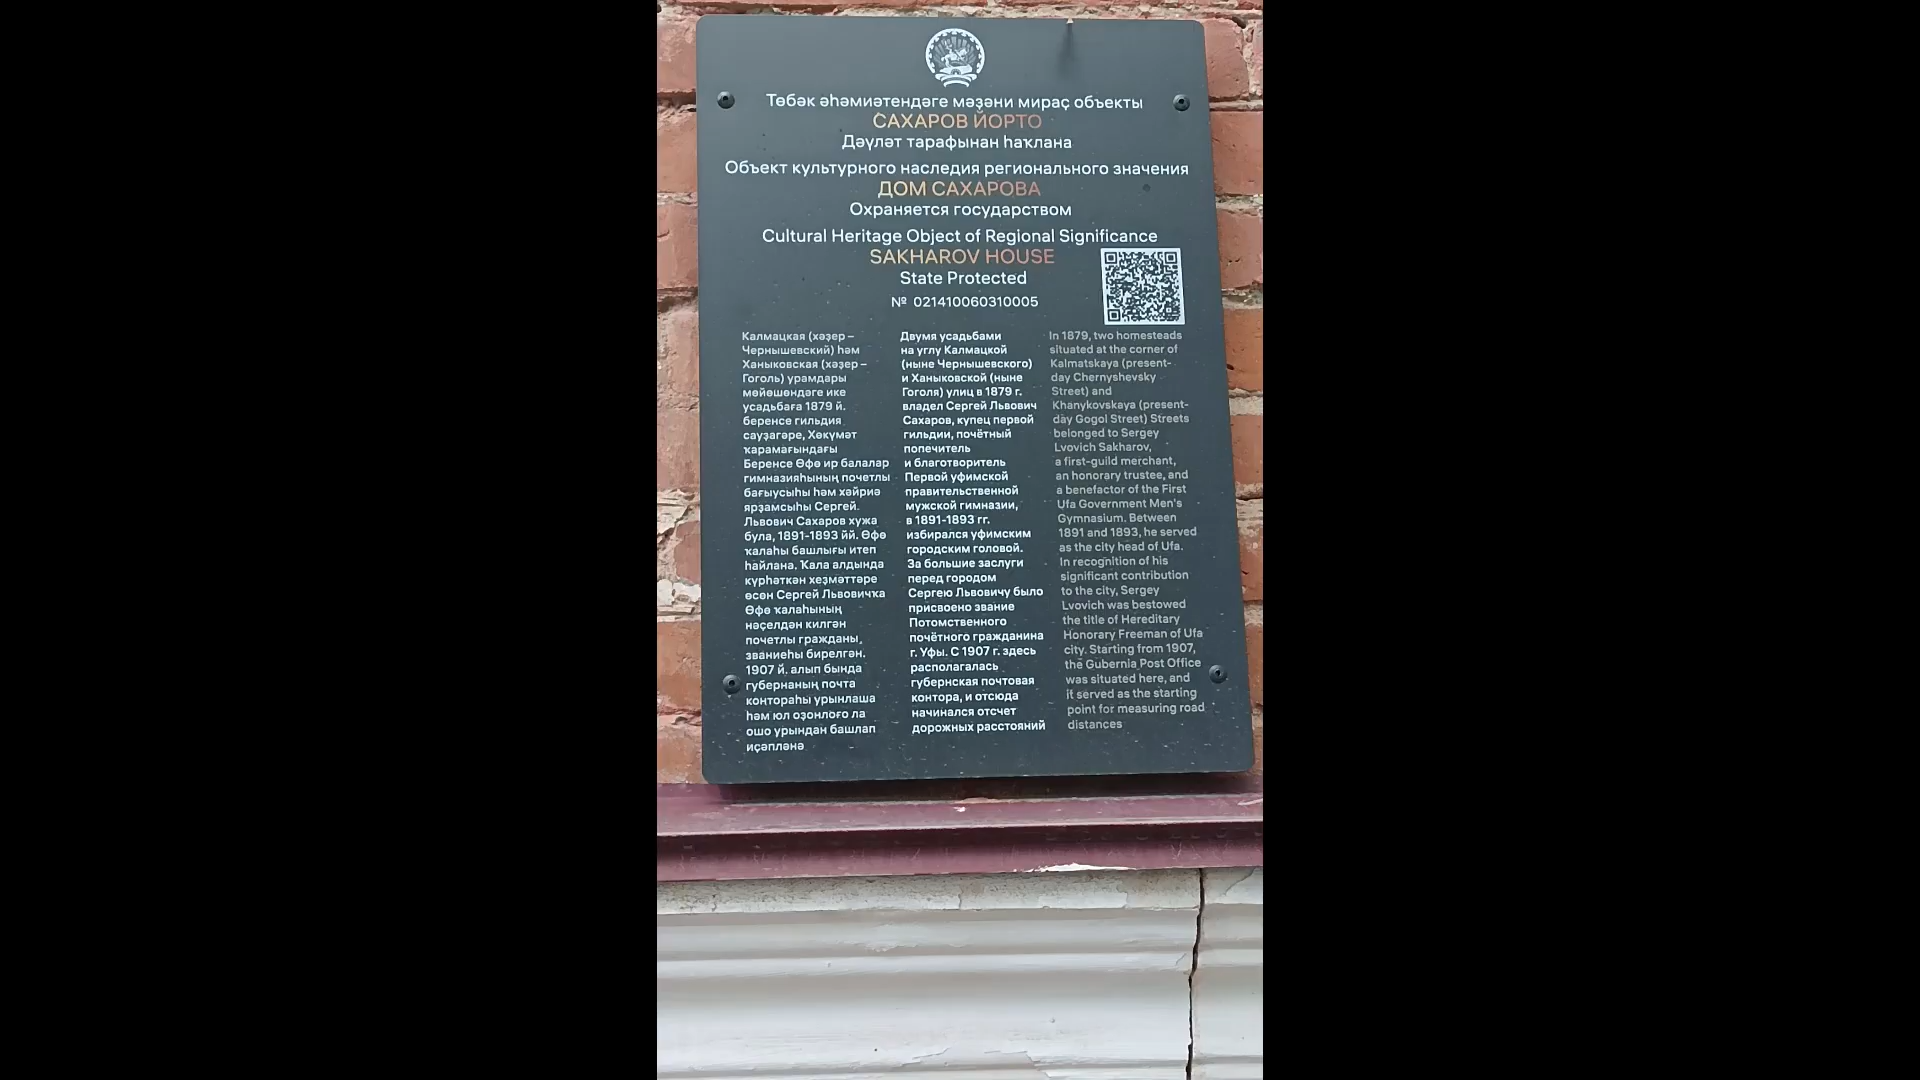 Төбәк әһәмиәтендәге мәҙәни мираҫ объекты
САХАРОВ ЙОРТО
Дәүләт тарафынан һаҡлана
Объект культурного наследия регионального значения
ДОМ САХАРОВА
Охраняется государством
Cultural Heritage Object of Regional Significance
SAKHAROV HOUSE
State Protected
№ 021410060310005
Калмацкая (хәҙер –
Чернышевский) һәм
Ханыковская (хәҙер –
Гоголь) урамдары
мөйөшөндәге ике
усадьбаға 1879 й.
беренсе гильдия
сауҙагәре, Хөкүмәт
ҡарамағындағы
Беренсе Өфө ир балалар
гимназияһының почетлы
бағыусыһы һәм хәйриә
ярҙамсыһы Сергей
Львович Сахаров хужа
була, 1891-1893 йй. Өфө
ҡалаһы башлығы итеп
һайлана. Ҡала алдында
күрһәткән хеҙмәттәре
өсөн Сергей Львовичҡа
Өфө ҡалаһының
нәҫелдән килгән
почетлы гражданы
званиеһы бирелгән.
1907 й. алып бында
губернаның почта
контораһы урынлаша
һәм юл оҙонлоғо ла
ошо урындан башлап
иҫәпләнә
Двумя усадьбами
на углу Калмацкой
(ныне Чернышевского)
и Ханыковской (ныне
Гоголя) улиц в 1879 г.
владел Сергей Львович
Сахаров, купец первой
гильдии, почётный
попечитель
и благотворитель
Первой уфимской
правительственной
мужской гимназии,
в 1891-1893 гг.
избирался уфимским
городским головой.
За большие заслуги
перед городом
Сергею Львовичу было
присвоено звание
Потомственного
почётного гражданина
г. Уфы. С 1907 г. здесь
располагалась
губернская почтовая
контора, и отсюда
начинался отсчет
дорожных расстояний
In 1879, two homesteads
situated at the corner of
Kalmatskaya (present-
day Chernyshevsky
Street) and
Khanykovskaya (present-
day Gogol Street) Streets
belonged to Sergey
Lvovich Sakharov,
a first-guild merchant,
an honorary trustee, and
a benefactor of the First
Ufa Government Men's
Gymnasium. Between
1891 and 1893, he served
as the city head of Ufa.
In recognition of his
significant contribution
to the city, Sergey
Lvovich was bestowed
the title of Hereditary
Honorary Freeman of Ufa
city. Starting from 1907,
the Gubernia Post Office
was situated here, and
it served as the starting
point for measuring road
distances